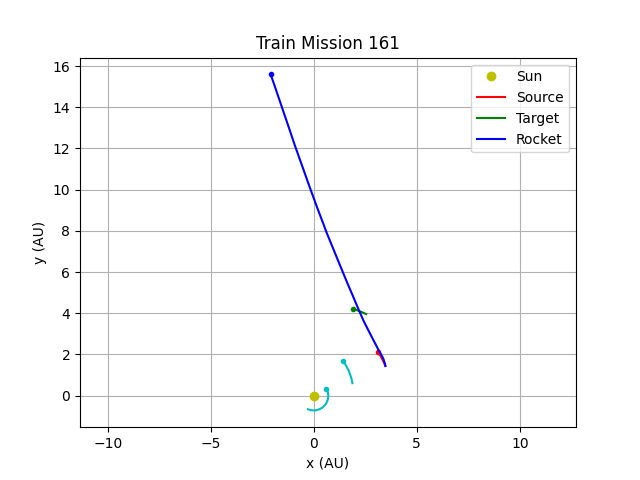 Train Mission 161
16
14
12
10
8
6
4
2
0
y (AU)
Sun
Source
Target
Rocket
−10
−5
0
5
10
x (AU)